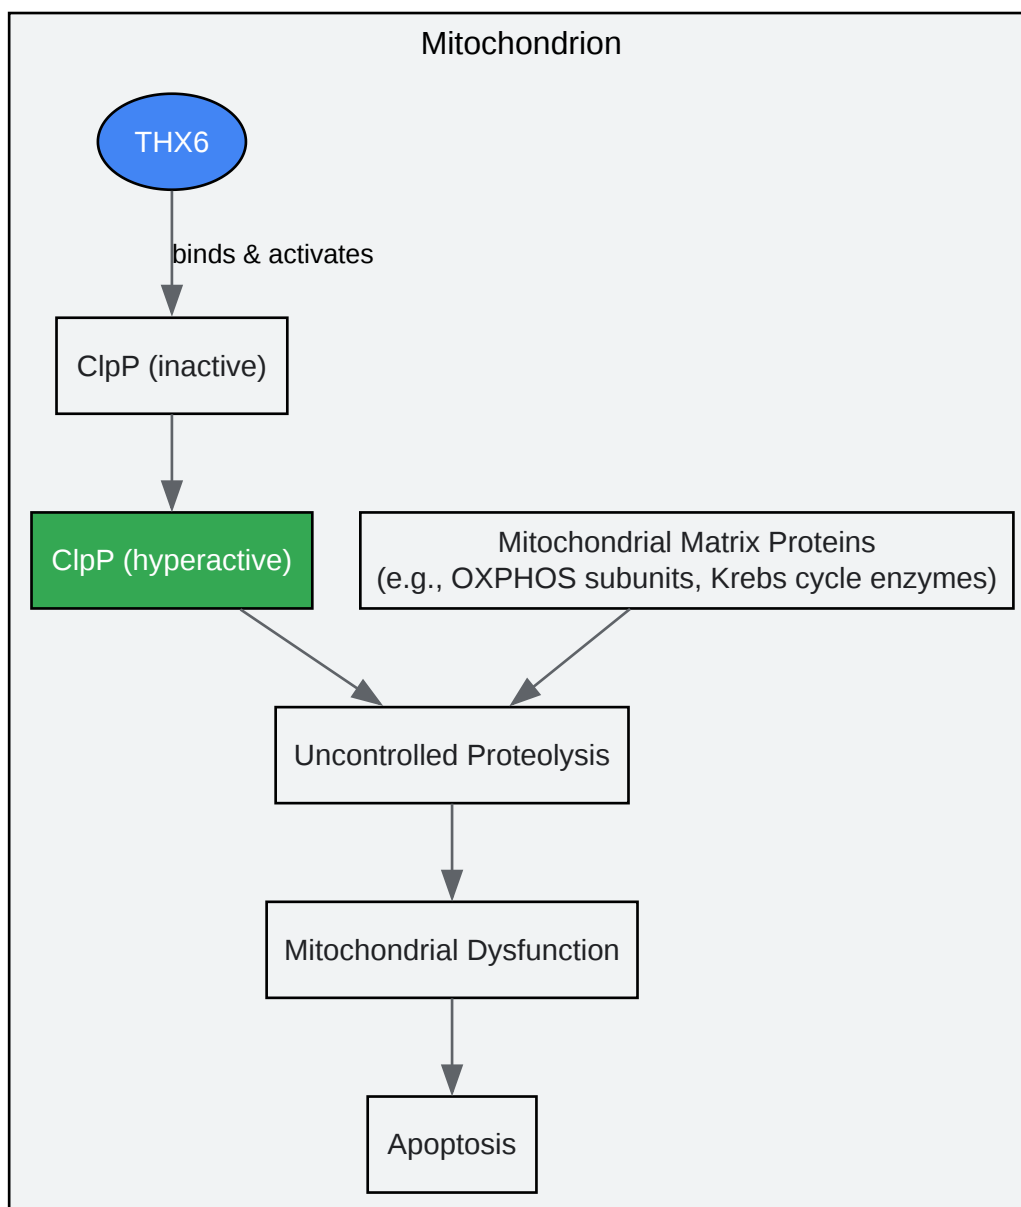 Mitochondrion
THX6
binds & activates
ClpP (inactive)
ClpP (hyperactive)
Mitochondrial Matrix Proteins
(e.g., OXPHOS subunits, Krebs cycle enzymes)
Uncontrolled Proteolysis
Mitochondrial Dysfunction
Apoptosis